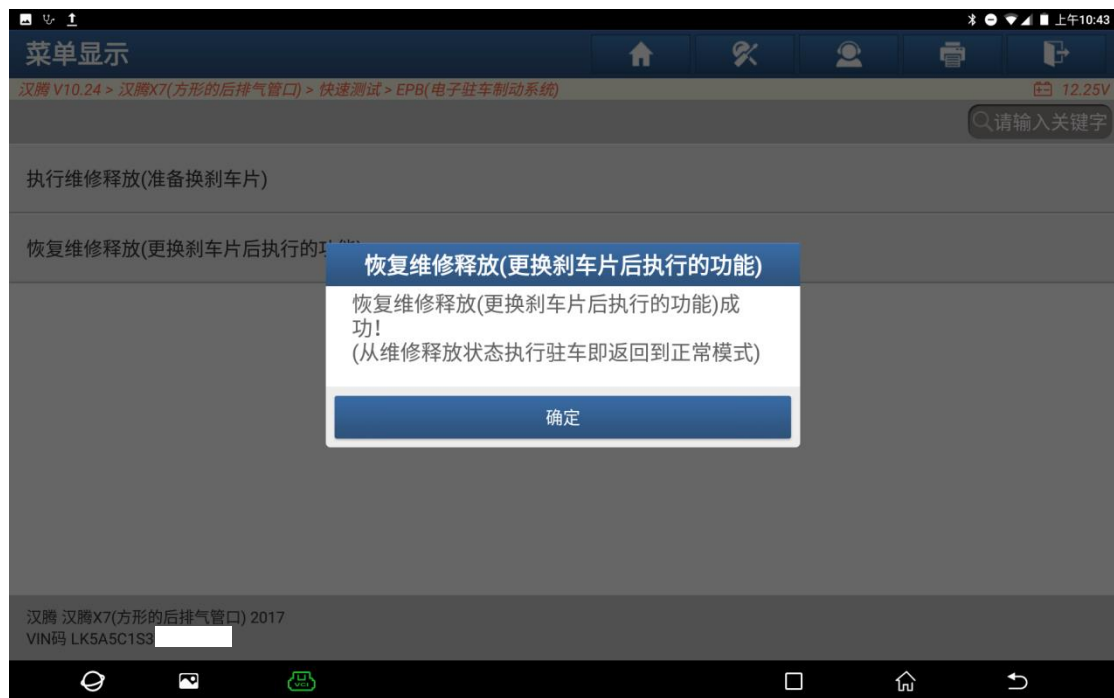 上午10:43
菜单显示
汉腾 V10.24 > 汉腾X7(方形的后排气管口) > 快速测试 > EPB(电子驻车制动系统)
12.25V
请输入关键字
执行维修释放(准备换刹车片)
恢复维修释放(更换刹车片后执行的功能)
恢复维修释放(更换刹车片后执行的功能)
恢复维修释放(更换刹车片后执行的功能)成
功!
(从维修释放状态执行驻车即返回到正常模式)
确定
汉腾 汉腾X7(方形的后排气管口) 2017
VIN码 LK5A5C1S3
VCI